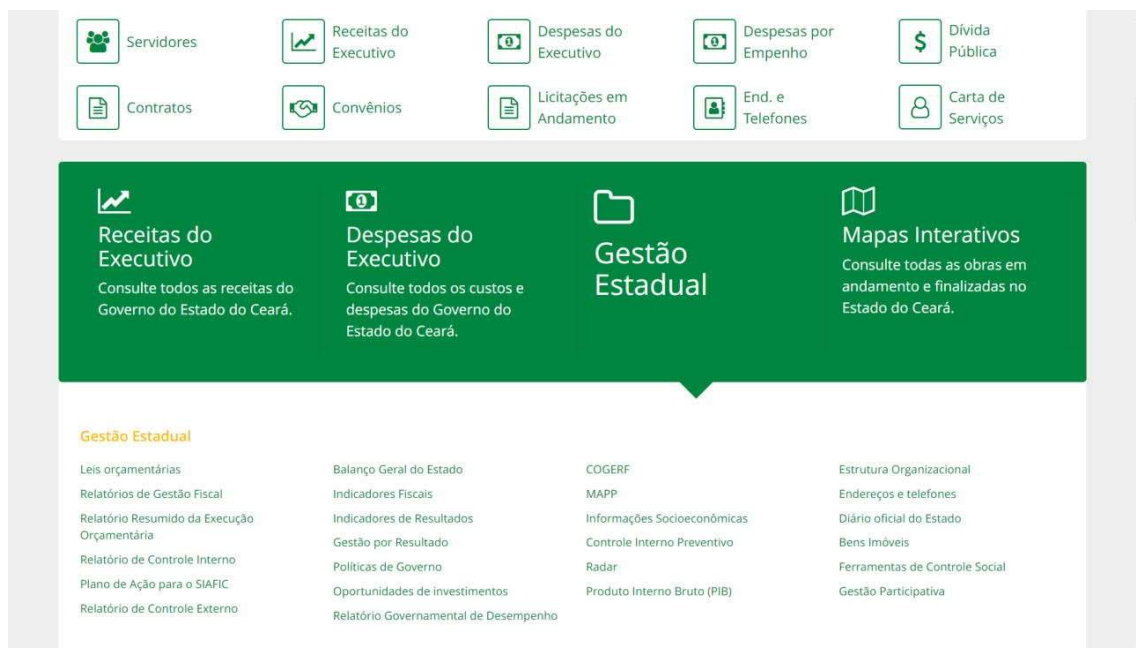 Servidores
Receitas do
Executivo
Despesas do
Executivo
Despesas por
Empenho
Dívida
Pública
Contratos
Convênios
Licitações em
Andamento
End. e
Telefones
Carta de
Serviços
Receitas do
Executivo
Consulte todos as receitas do
Governo do Estado do Ceará.
Despesas do
Executivo
Consulte todos os custos e
despesas do Governo do
Estado do Ceará.
Gestão
Estadual
Mapas Interativos
Consulte todas as obras em
andamento e finalizadas no
Estado do Ceará.
Gestão Estadual
Leis orçamentárias
Relatórios de Gestão Fiscal
Relatório Resumido da Execução
Orçamentária
Relatório de Controle Interno
Plano de Ação para o SIAFIC
Relatório de Controle Externo
Balanço Geral do Estado
Indicadores Fiscais
Indicadores de Resultados
Gestão por Resultado
Políticas de Governo
Oportunidades de investimentos
Relatório Governamental de Desempenho
COGERF
MAPP
Informações Socioeconômicas
Controle Interno Preventivo
Radar
Produto Interno Bruto (PIB)
Estrutura Organizacional
Endereços e telefones
Diário oficial do Estado
Bens Imóveis
Ferramentas de Controle Social
Gestão Participativa